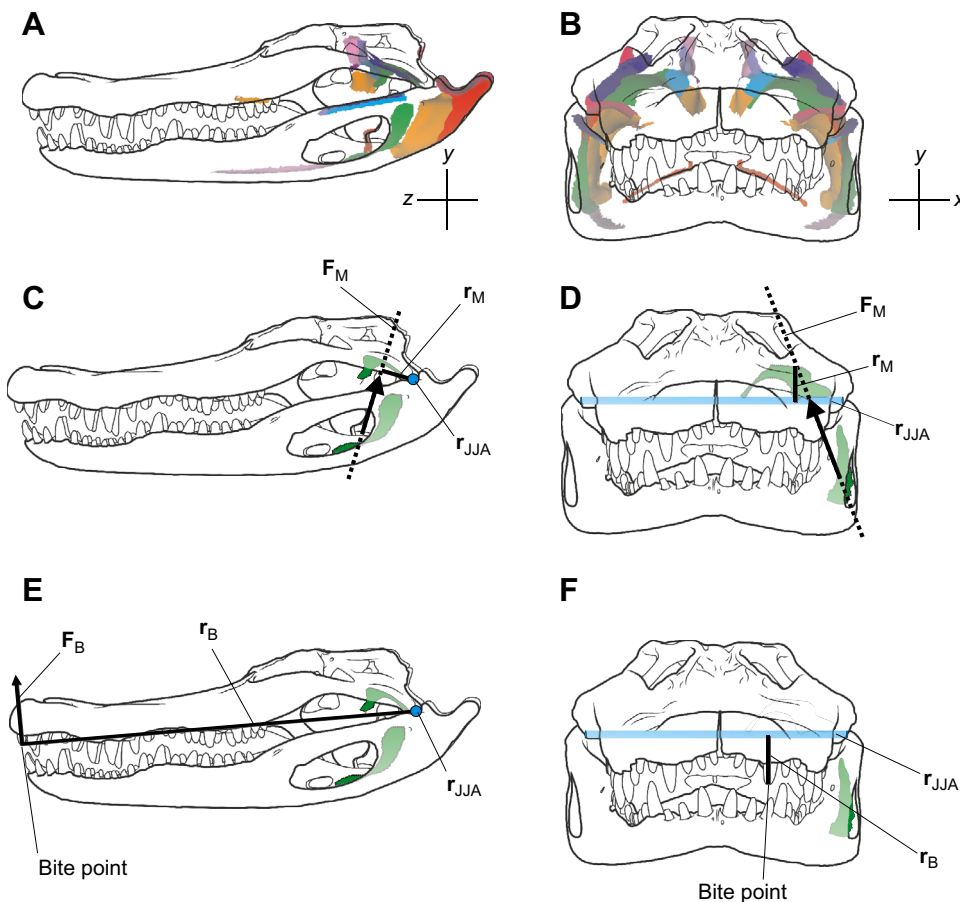 A
B
y
z
y
x
C
F_M
r_M
r_JJA
D
F_M
r_M
r_JJA
E
F_B
r_B
r_JJA
Bite point
F
r_JJA
r_B
Bite point